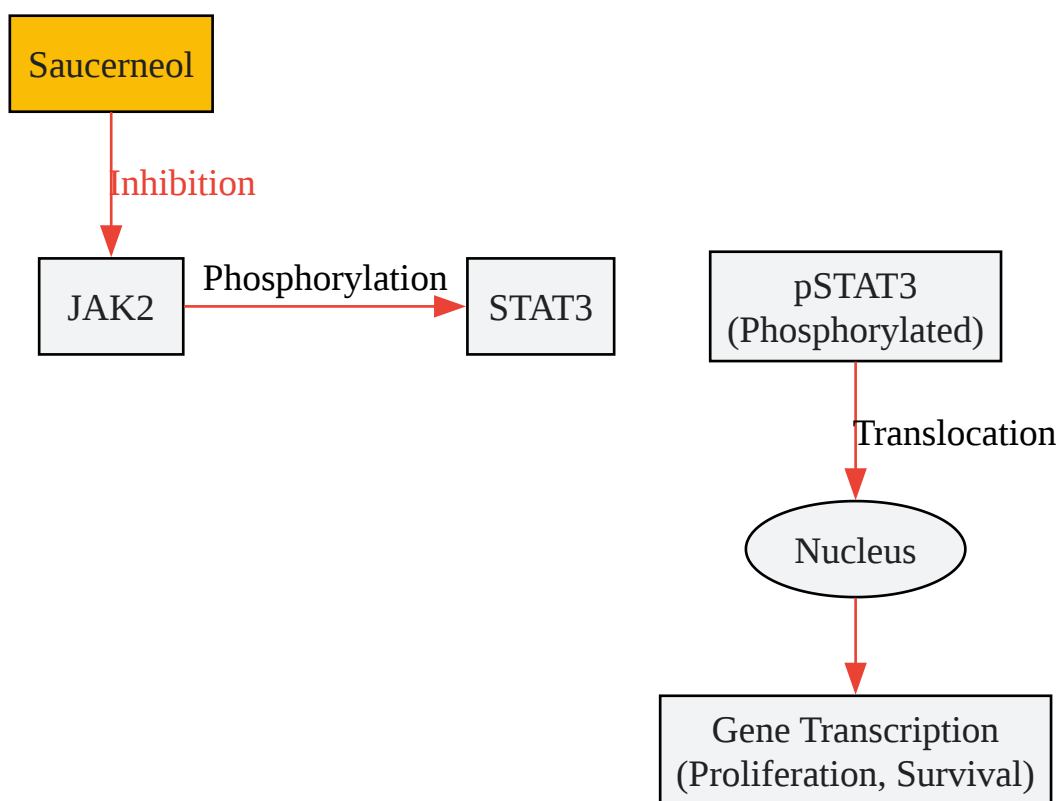 Saucerneol
Inhibition
JAK2
Phosphorylation
STAT3
pSTAT3
(Phosphorylated)
Translocation
Nucleus
Gene Transcription
(Proliferation, Survival)